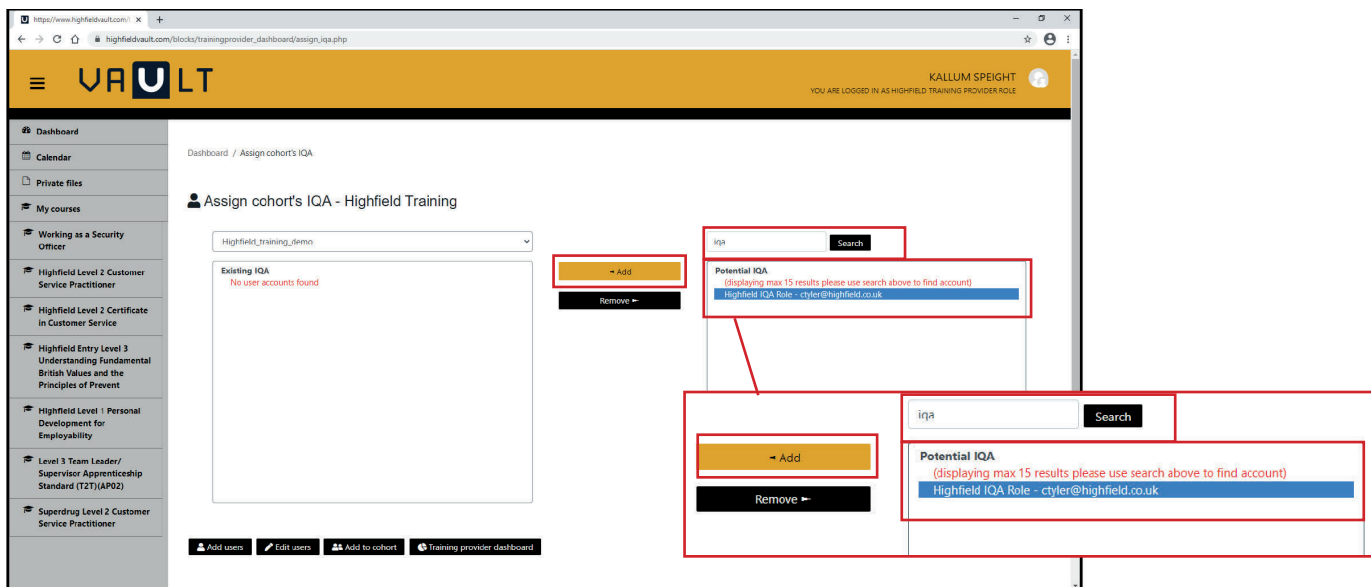 https://www.highfieldvault.com/
highfieldvault.com/blocks/trainingprovider_dashboard/assign_iqa.php
VAULT
KALLUM SPEIGHT
YOU ARE LOGGED IN AS HIGHFIELD TRAINING PROVIDER ROLE
Dashboard
Calendar
Private files
My courses
Working as a Security
Officer
Highfield Level 2 Customer
Service Practitioner
Highfield Level 2 Certificate
in Customer Service
Highfield Entry Level 3
Understanding Fundamental
British Values and the
Principles of Prevent
Highfield Level 1 Personal
Development for
Employability
Level 3 Team Leader/
Supervisor Apprenticeship
Standard (T2T)(AP02)
Superdrug Level 2 Customer
Service Practitioner
Dashboard / Assign cohort's IQA
Assign cohort's IQA - Highfield Training
Highfield_training_demo
Existing IQA
No user accounts found
Add
Remove
iqa
Search
Potential IQA
(displaying max 15 results please use search above to find account)
Highfield IQA Role - ctyler@highfield.co.uk
Add users
Edit users
Add to cohort
Training provider dashboard
Add
Remove
iqa
Search
Potential IQA
(displaying max 15 results please use search above to find account)
Highfield IQA Role - ctyler@highfield.co.uk